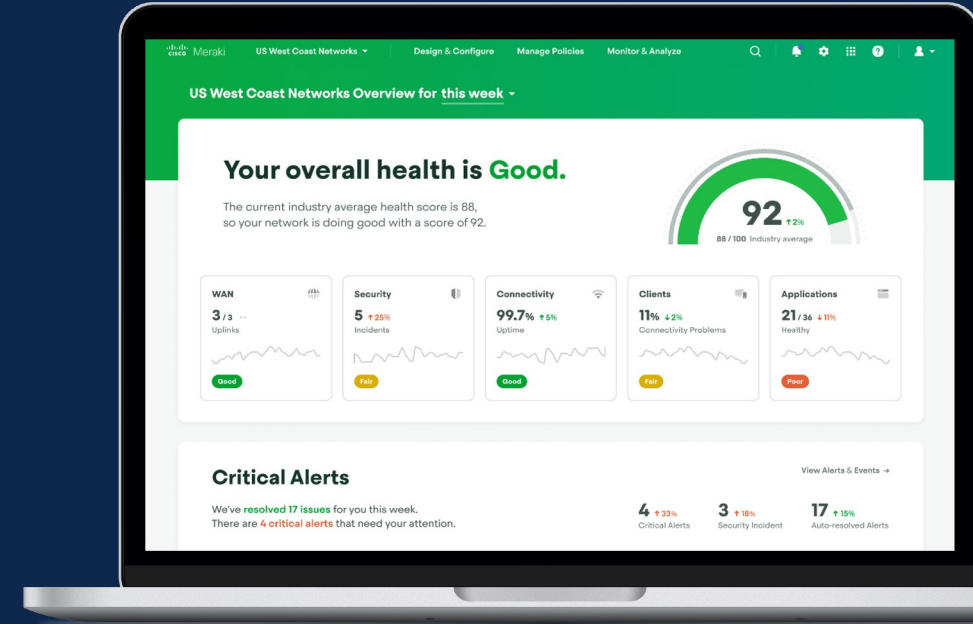 cisco Meraki US West Coast Networks Design & Configure Manage Policies Monitor & Analyze ?
US West Coast Networks Overview for this week
Your overall health is Good.
The current industry average health score is 88,
so your network is doing good with a score of 92.
92 ↑ 2%
88 / 100 Industry average
WAN
3 / 3 --
Uplinks
Good
Security
5 ↑ 25%
Incidents
Fair
Connectivity
99.7% ↑ 5%
Uptime
Good
Clients
11% ↓ 2%
Connectivity Problems
Fair
Applications
21 / 36 ↓ 11%
Healthy
Poor
Critical Alerts
View Alerts & Events →
We've resolved 17 issues for you this week.
There are 4 critical alerts that need your attention.
4 ↑ 33%
Critical Alerts
3 ↑ 18%
Security Incident
17 ↑ 15%
Auto-resolved Alerts